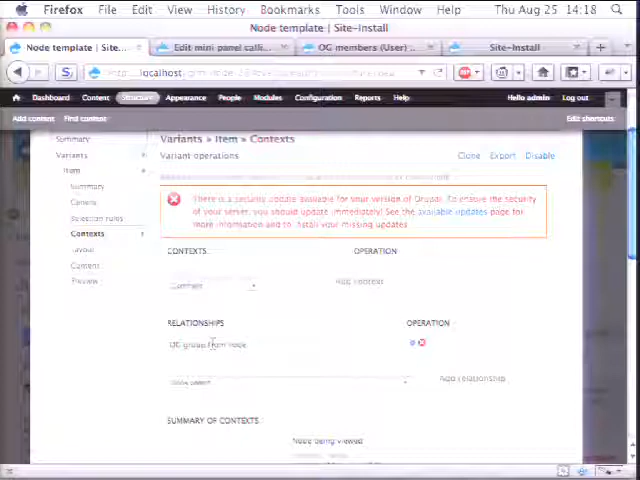 Firefox File Edit View History Bookmarks Tools Window Help Thu Aug 25 14:18
Node template | Site-Install
Node template | Site-Install...
Edit mini panel calli...
OG members (User) ...
Site-Install
Dashboard Content Structure Appearance People Modules Configuration Reports Help Hello admin Log out
Add content Find content Edit shortcuts
Summary
Variants
Item
Summary
General
Selection rules
Contexts
Layout
Content
Preview
Variants » Item » Contexts
Variant operations Clone Export Disable
There is a security update available for your version of Drupal. To ensure the security
of your server, you should update immediately! See the available updates page for
more information and to install your missing updates.
CONTEXTS OPERATION
Comment Add context
RELATIONSHIPS OPERATION
OG group from node
Add relationship
SUMMARY OF CONTEXTS
Node being viewed